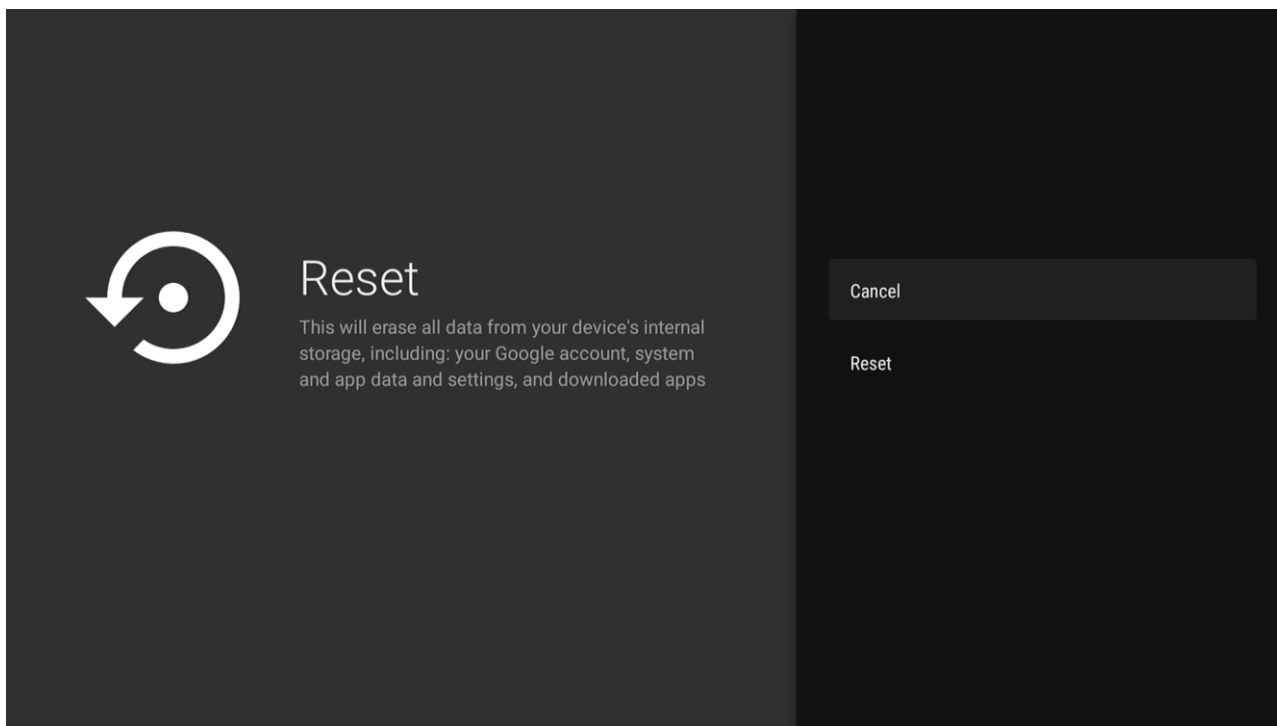 Reset
This will erase all data from your device's internal
storage, including: your Google account, system
and app data and settings, and downloaded apps
Cancel
Reset